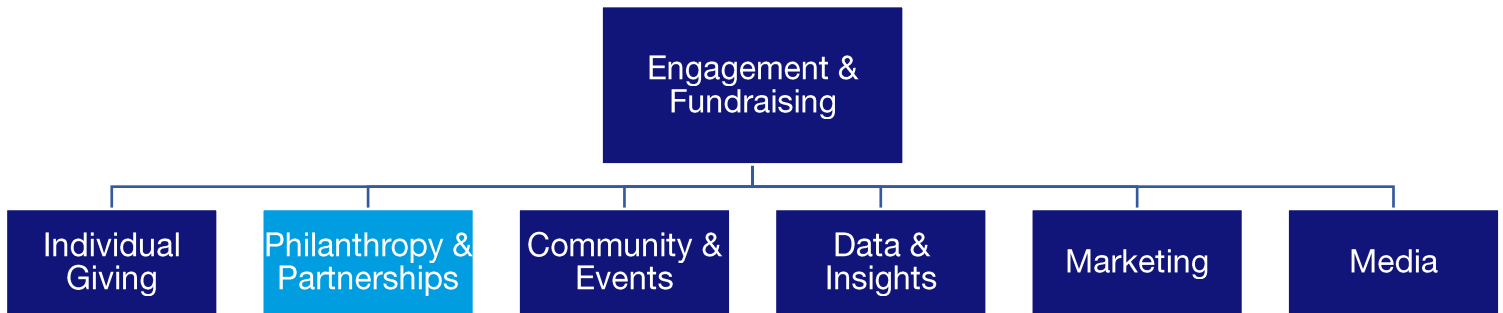 Engagement &
Fundraising
Individual
Giving
Philanthropy &
Partnerships
Community &
Events
Data &
Insights
Marketing
Media